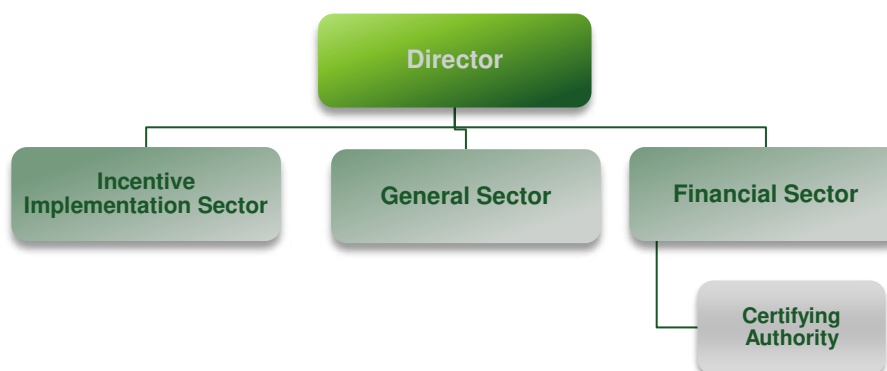 Director
Incentive
Implementation Sector
General Sector
Financial Sector
Certifying
Authority